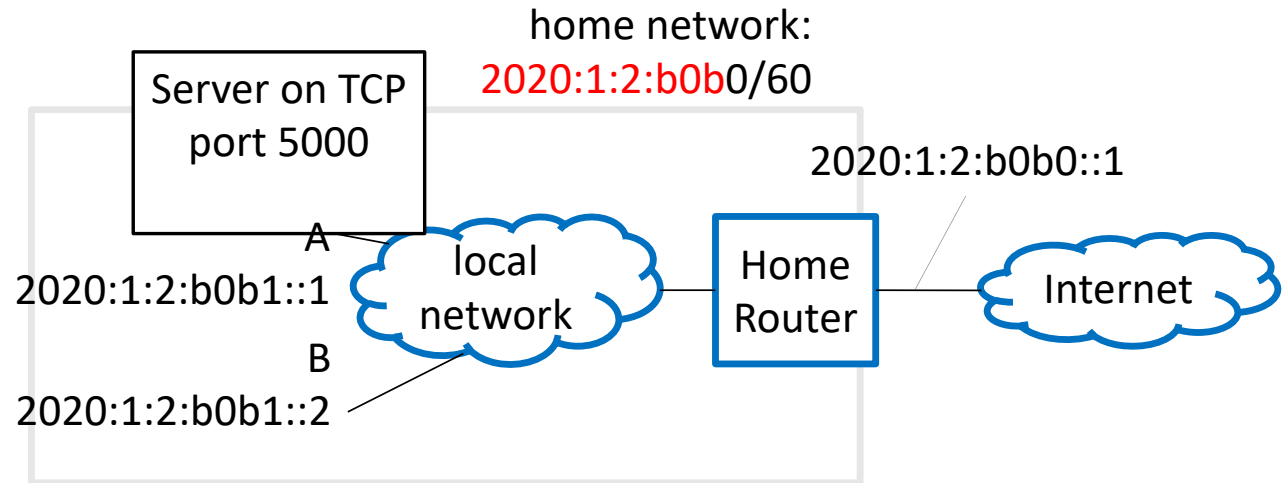 home network:
2020:1:2:b0b0/60
Server on TCP
port 5000
2020:1:2:b0b0::1
A
2020:1:2:b0b1::1
local
network
Home
Router
Internet
B
2020:1:2:b0b1::2